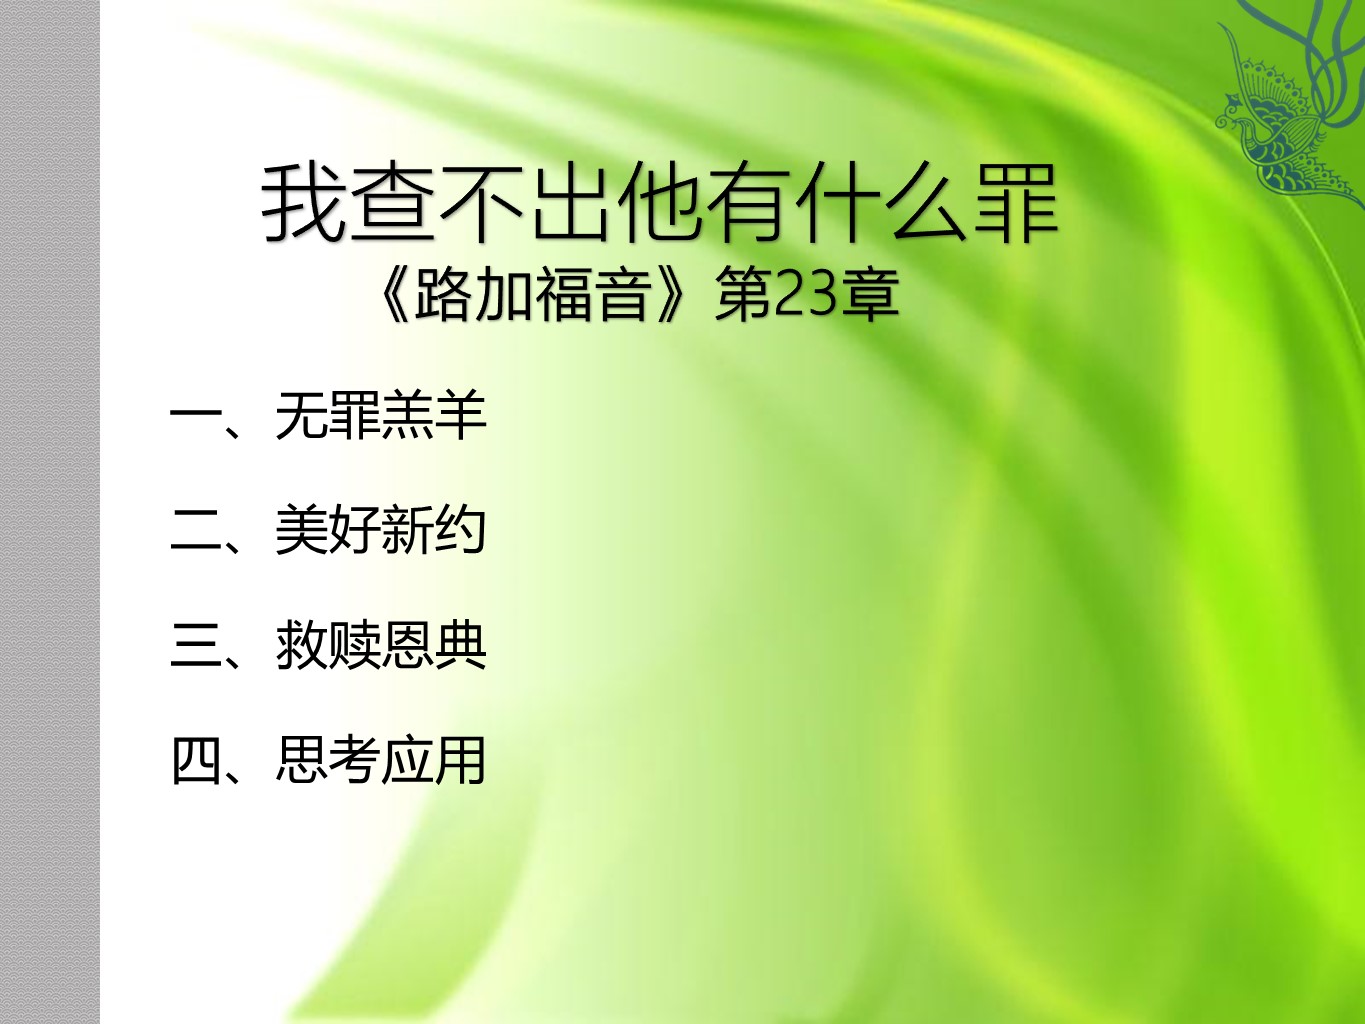 我查不出他有什么罪
《路加福音》第23章
一、无罪羔羊
二、美好新约
三、救赎恩典
四、思考应用